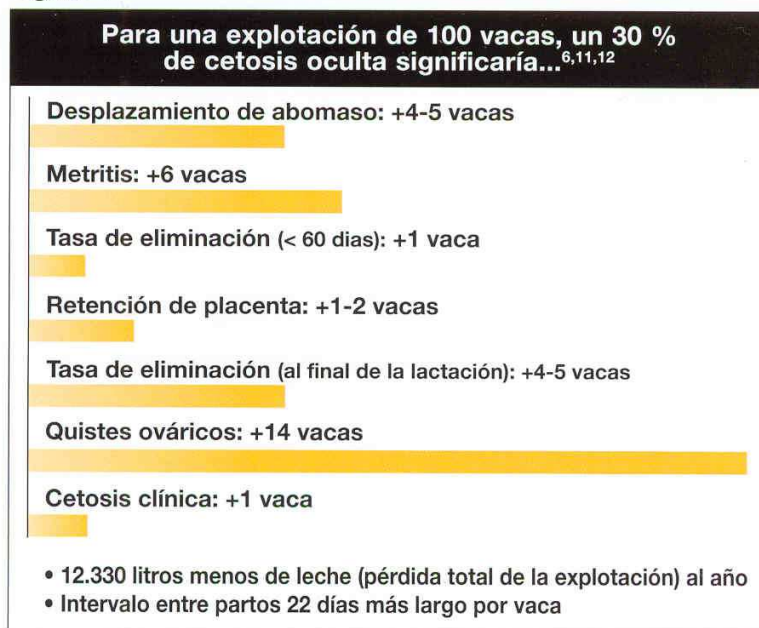 Para una explotación de 100 vacas, un 30 %
de cetosis oculta significaría...6,11,12
Desplazamiento de abomaso: +4-5 vacas
Metritis: +6 vacas
Tasa de eliminación (< 60 dias): +1 vaca
Retención de placenta: +1-2 vacas
Tasa de eliminación (al final de la lactación): +4-5 vacas
Quistes ováricos: +14 vacas
Cetosis clínica: +1 vaca
• 12.330 litros menos de leche (pérdida total de la explotación) al año
• Intervalo entre partos 22 días más largo por vaca